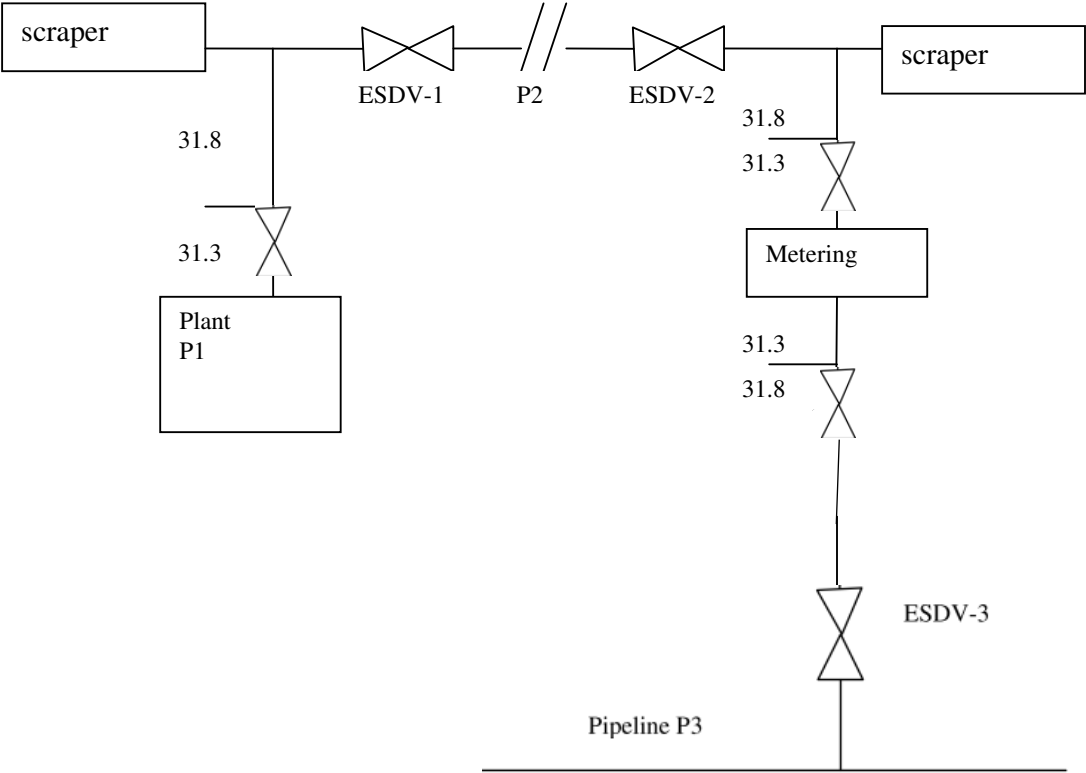 scraper
scraper
ESDV-1
P2
ESDV-2
31.8
31.3
31.8
31.3
Metering
Plant
P1
31.3
31.8
ESDV-3
Pipeline P3